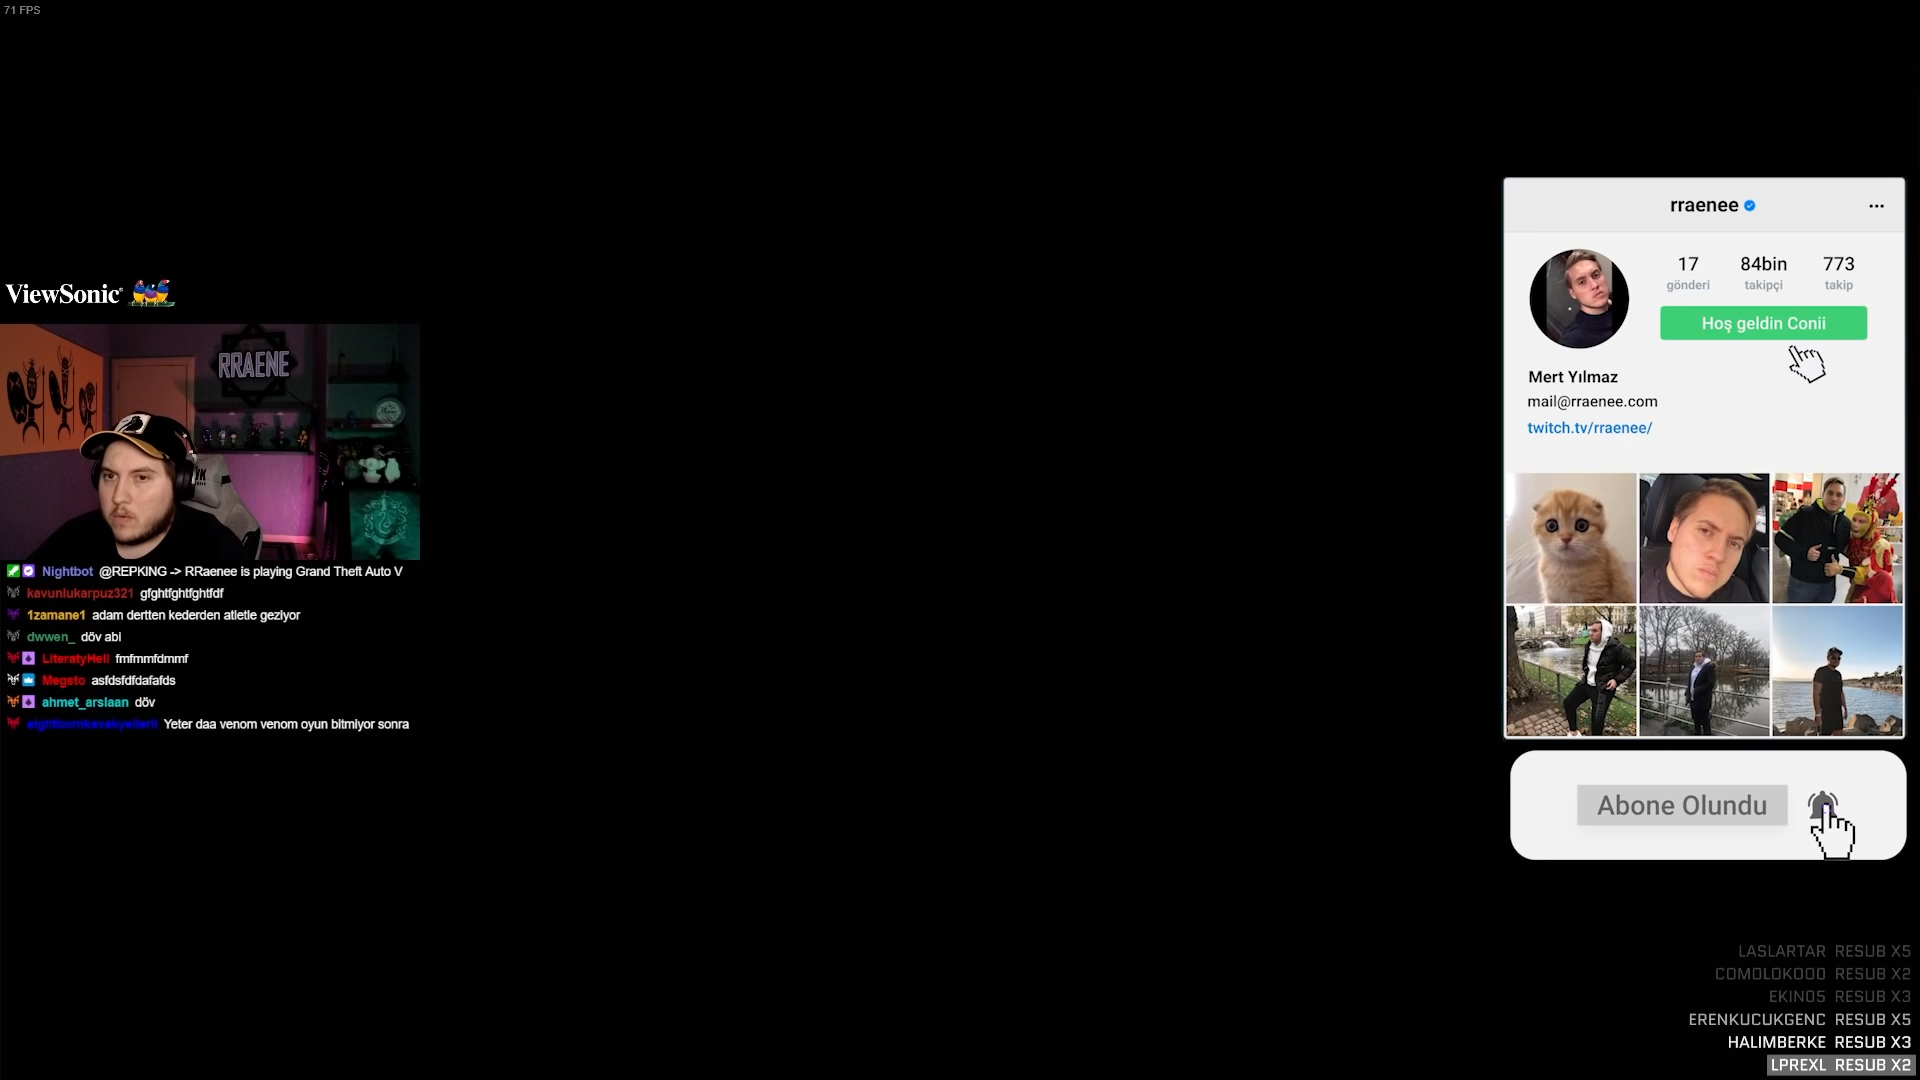 71 FPS
ViewSonic
RRAENE
Nightbot @REPKING -> RRaenee is playing Grand Theft Auto V
kavunlukarpuz321 gfghtfghtfghtfdf
1zamane1 adam dertten kederden atletle geziyor
dwwen_ döv abi
LiteratyHell fmfmmfdmmf
Megsto asfdsfdfdafafds
ahmet_arslaan döv
Yeter daa venom venom oyun bitmiyor sonra
rraenee
17 84bin 773
gönderi takipçi takip
Hoş geldin Conii
Mert Yılmaz
mail@rraenee.com
twitch.tv/rraenee/
Abone Olundu
LASLARTAR RESUB X5
COMOLOKOOO RESUB X2
EKIN05 RESUB X3
ERENKUCUKGENC RESUB X5
HALIMBERKE RESUB X3
LPREXL RESUB X2